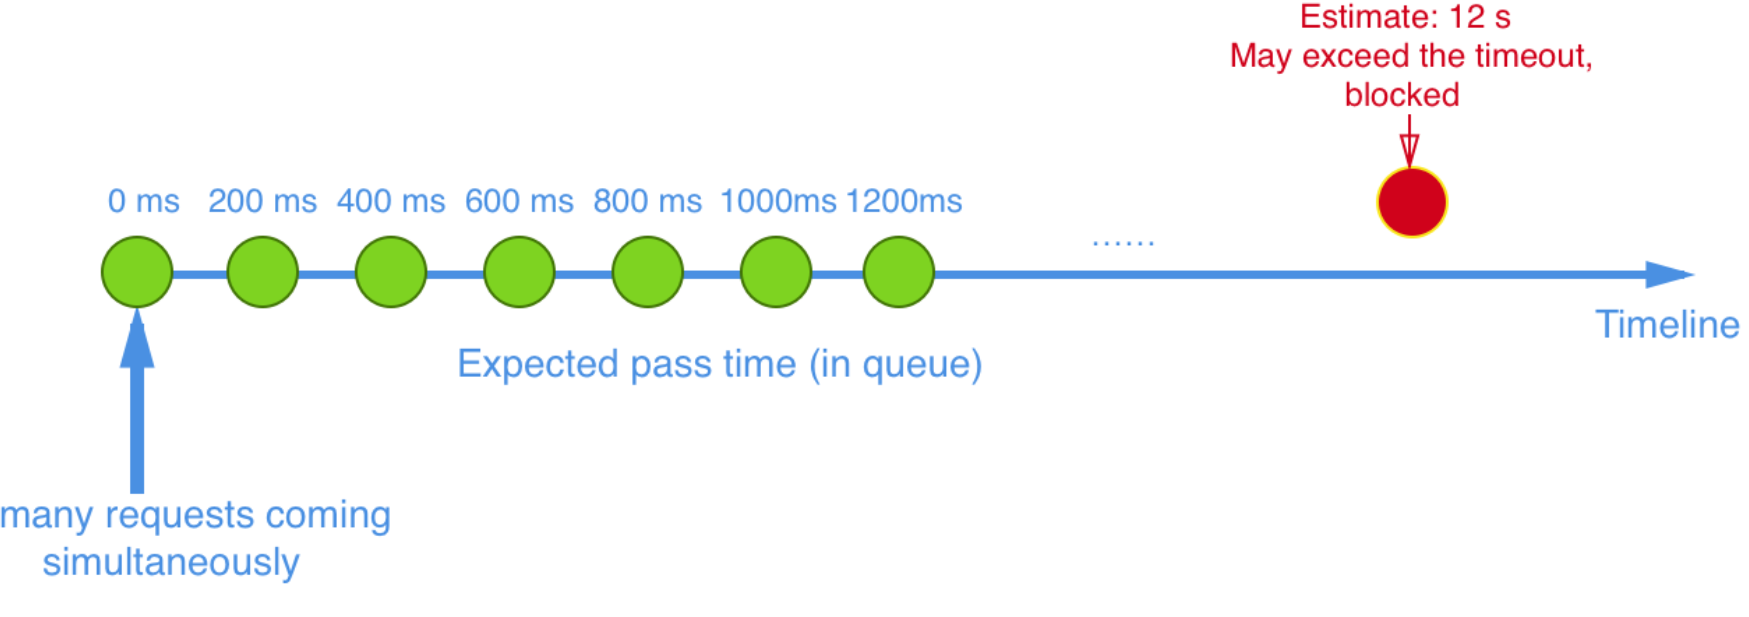 Estimate: 12 s
May exceed the timeout,
blocked
0 ms 200 ms 400 ms 600 ms 800 ms 1000ms 1200ms
......
Timeline
Expected pass time (in queue)
many requests coming
simultaneously